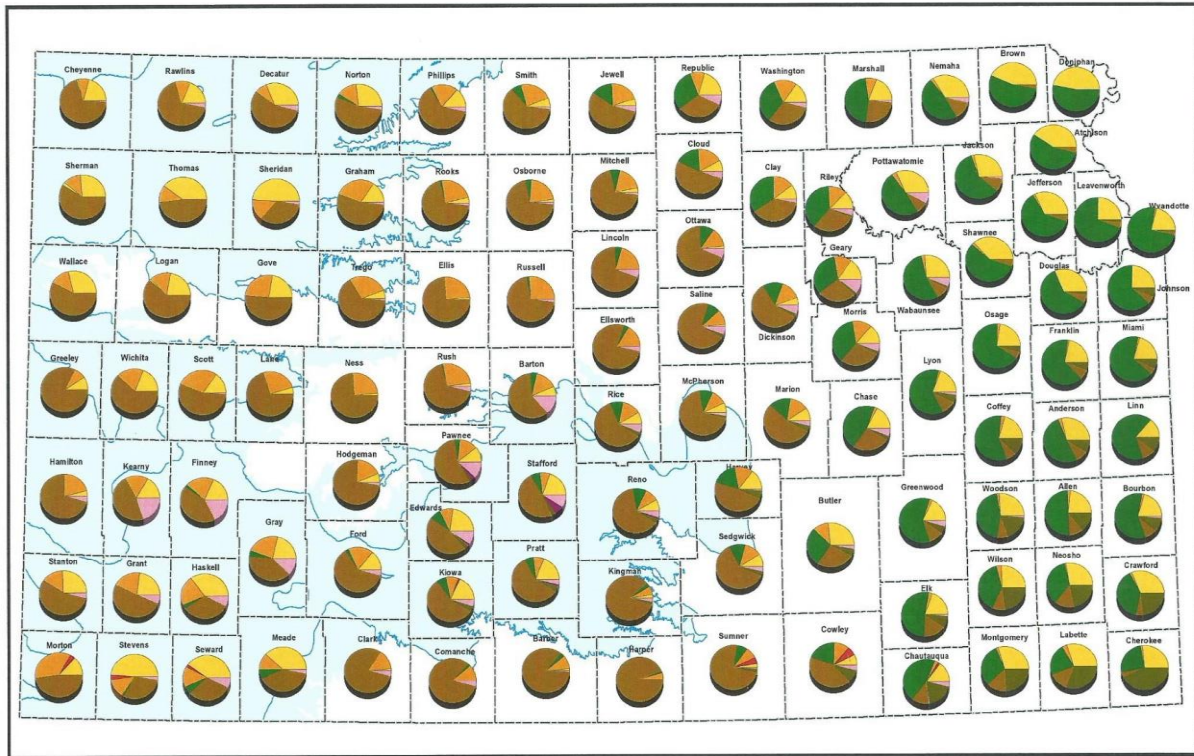 Cheyenne
Rawlins
Decatur
Norton
Phillips
Smith
Jewell
Republic
Washington
Marshall
Nemaha
Brown
Doniphan
Atchison
Sherman
Thomas
Sheridan
Graham
Rooks
Osborne
Mitchell
Cloud
Clay
Riley
Pottawatomie
Jackson
Jefferson
Leavenworth
Wyandotte
Ottawa
Lincoln
Geary
Shawnee
Wallace
Logan
Gove
Trego
Ellis
Russell
Saline
Dickinson
Morris
Wabaunsee
Douglas
Johnson
Ellsworth
Osage
Franklin
Miami
Greeley
Wichita
Scott
Lane
Ness
Rush
Barton
Rice
McPherson
Marion
Chase
Lyon
Coffey
Anderson
Linn
Hamilton
Kearny
Finney
Hodgeman
Pawnee
Stafford
Reno
Harvey
Butler
Greenwood
Woodson
Allen
Bourbon
Gray
Ford
Edwards
Pratt
Kingman
Sedgwick
Stanton
Grant
Haskell
Kiowa
Elk
Wilson
Neosho
Crawford
Morton
Stevens
Seward
Meade
Clark
Comanche
Barber
Harper
Sumner
Cowley
Chautauqua
Montgomery
Labette
Cherokee